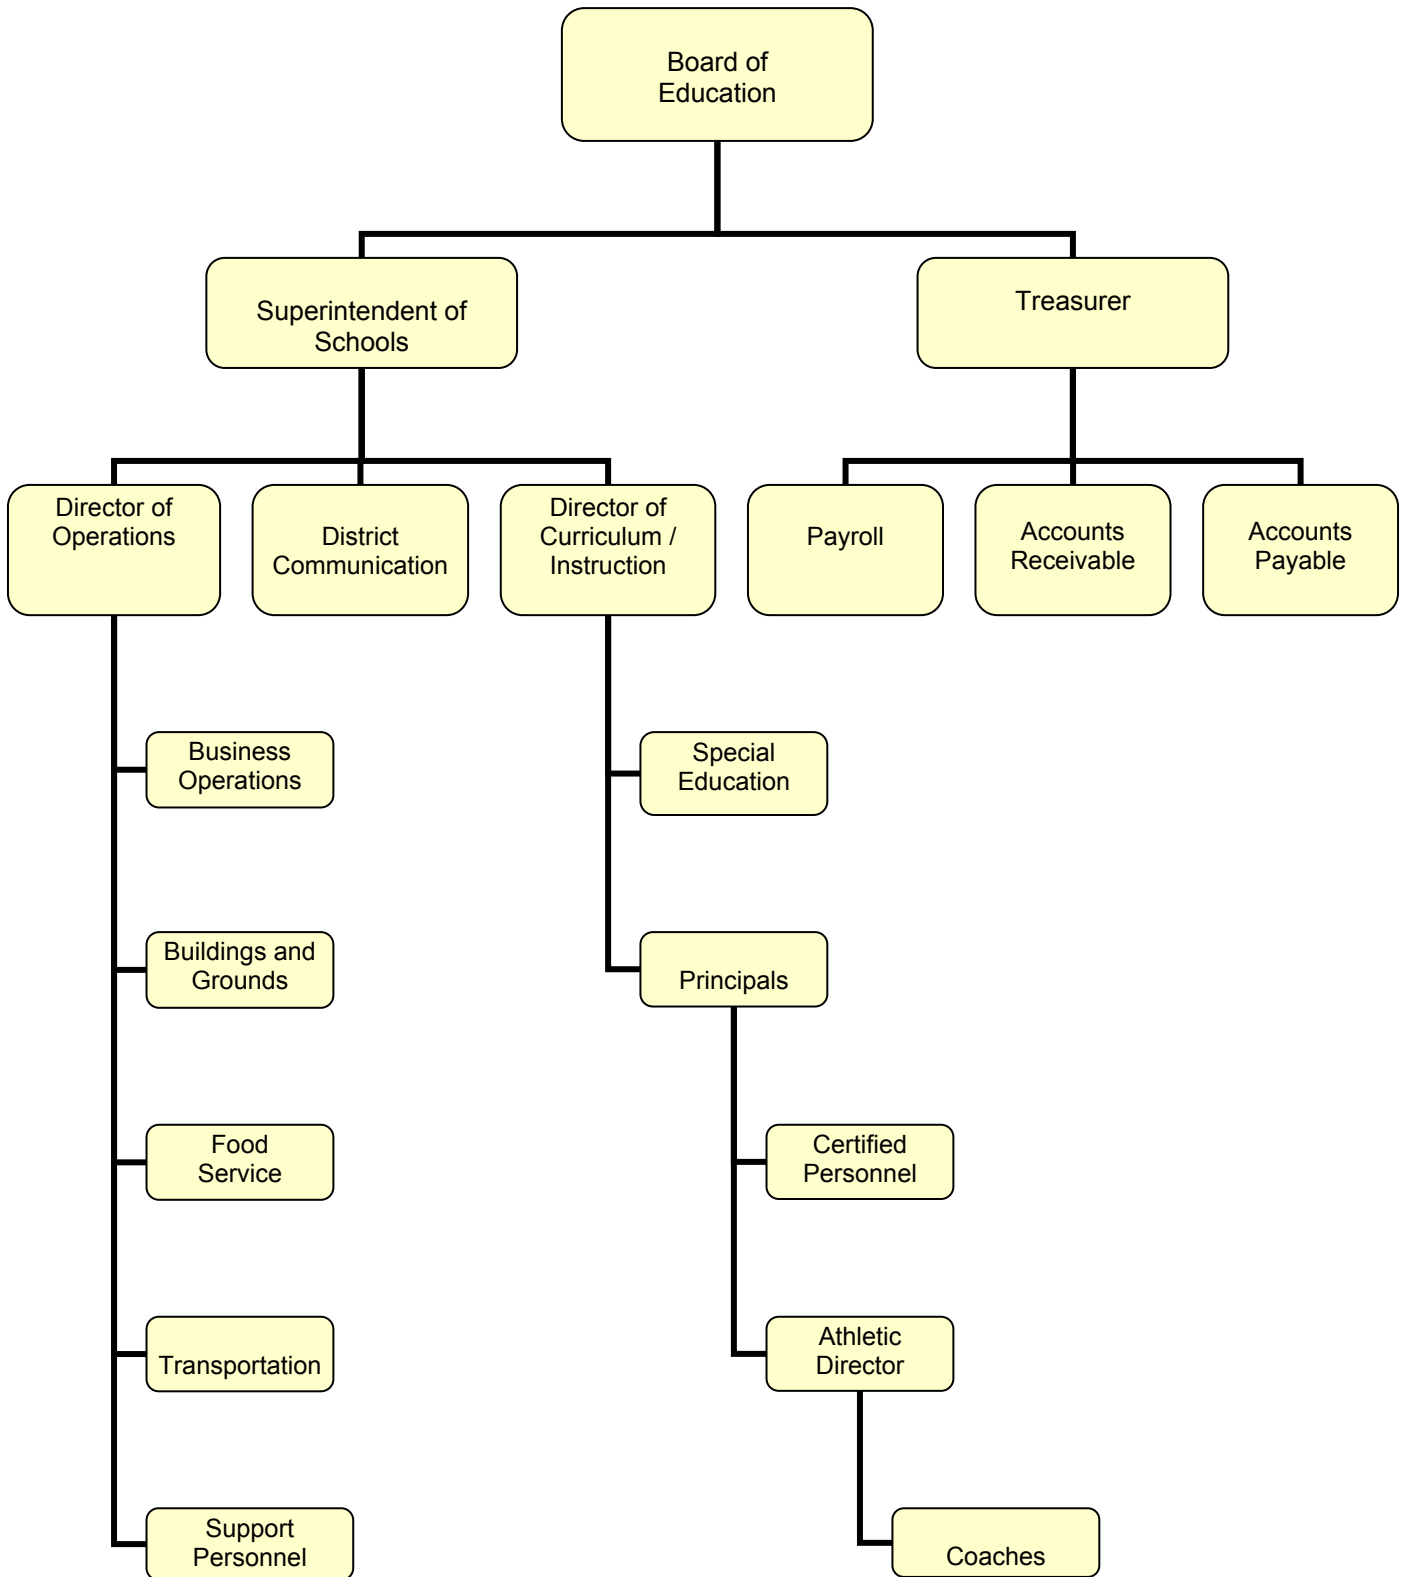 Board of
Education
Superintendent of
Schools
Treasurer
Director of
Operations
District
Communication
Director of
Curriculum /
Instruction
Payroll
Accounts
Receivable
Accounts
Payable
Business
Operations
Special
Education
Buildings and
Grounds
Principals
Food
Service
Certified
Personnel
Transportation
Athletic
Director
Support
Personnel
Coaches